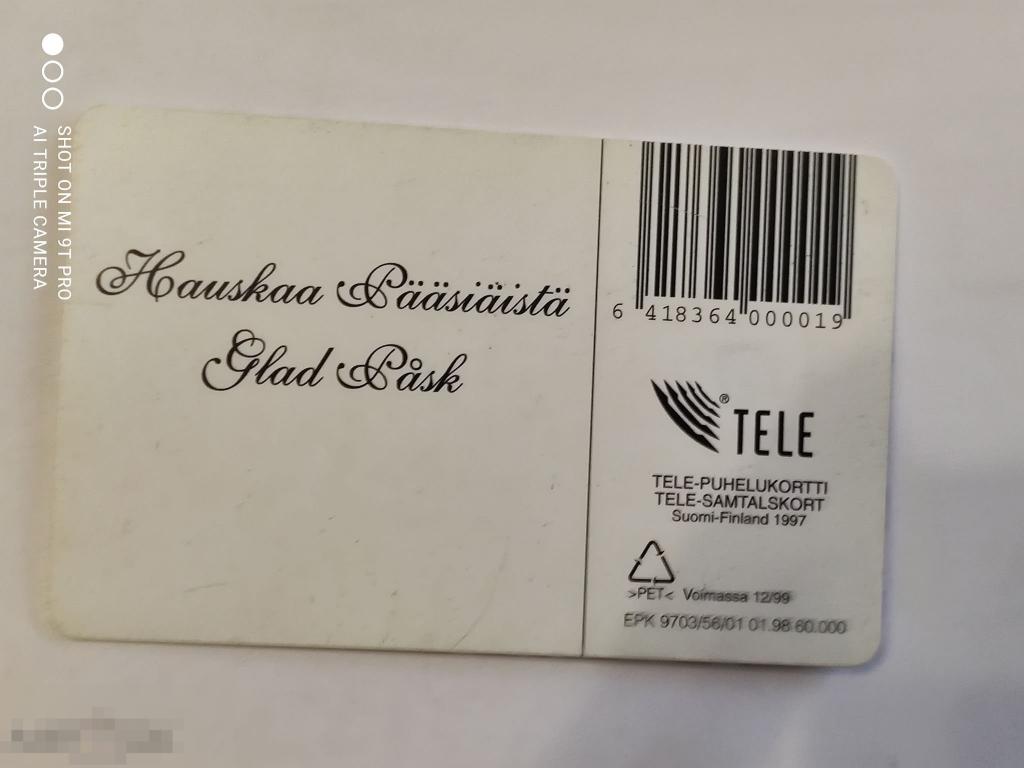 Hauskaa Pääsiäistä
Glad Påsk
6 418364 000019
® TELE
TELE-PUHELUKORTTI
TELE-SAMTALSKORT
Suomi-Finland 1997
>PET< Voimassa 12/99
EPK 9703/56/01 01.98 60.000
SHOT ON MI 9T PRO
AI TRIPLE CAMERA